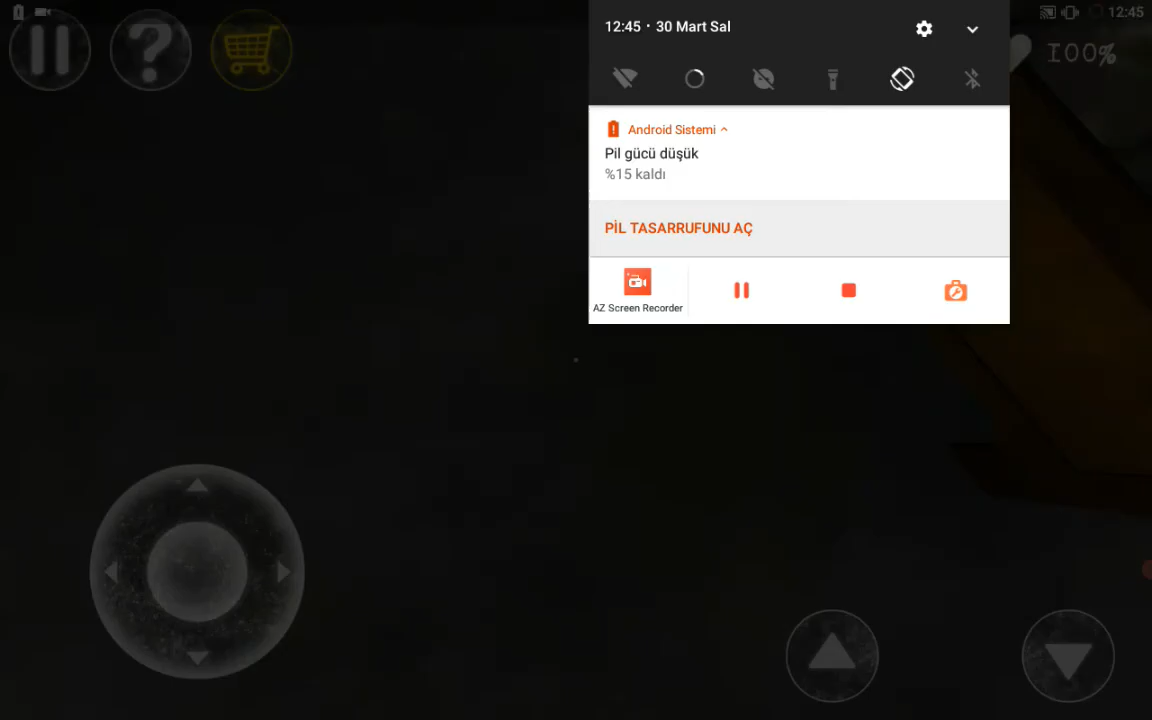 12:45
100%
12:45 · 30 Mart Sal
Android Sistemi
Pil gücü düşük
%15 kaldı
PİL TASARRUFUNU AÇ
AZ Screen Recorder